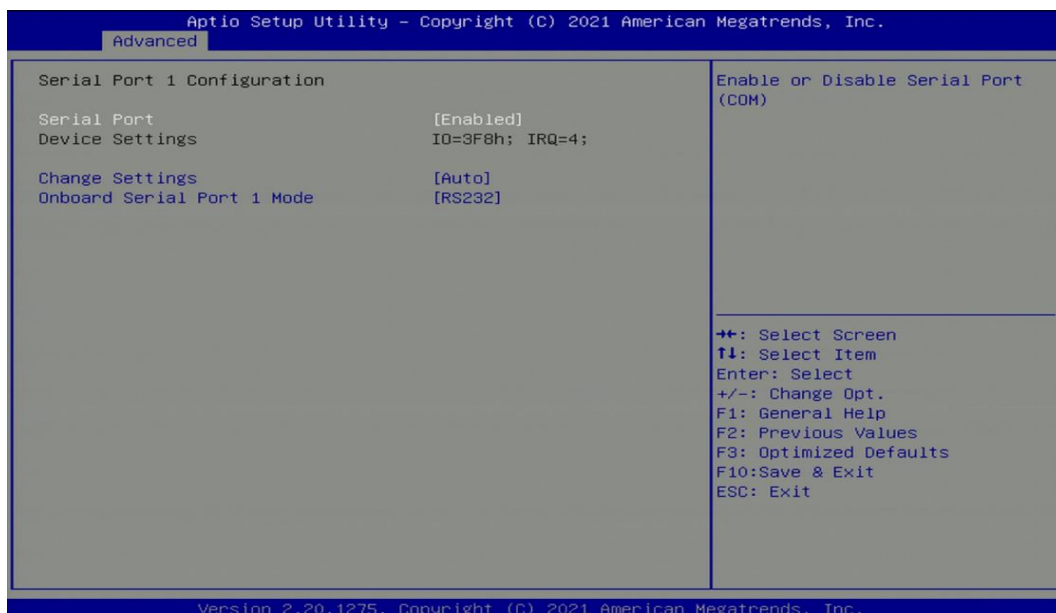 Aptio Setup Utility – Copyright (C) 2021 American Megatrends, Inc.
Advanced
Serial Port 1 Configuration
Serial Port [Enabled]
Device Settings IO=3F8h; IRQ=4;
Change Settings [Auto]
Onboard Serial Port 1 Mode [RS232]
Enable or Disable Serial Port
(COM)
→←: Select Screen
↑↓: Select Item
Enter: Select
+/-: Change Opt.
F1: General Help
F2: Previous Values
F3: Optimized Defaults
F10:Save & Exit
ESC: Exit
Version 2.20.1275. Copyright (C) 2021 American Megatrends, Inc.